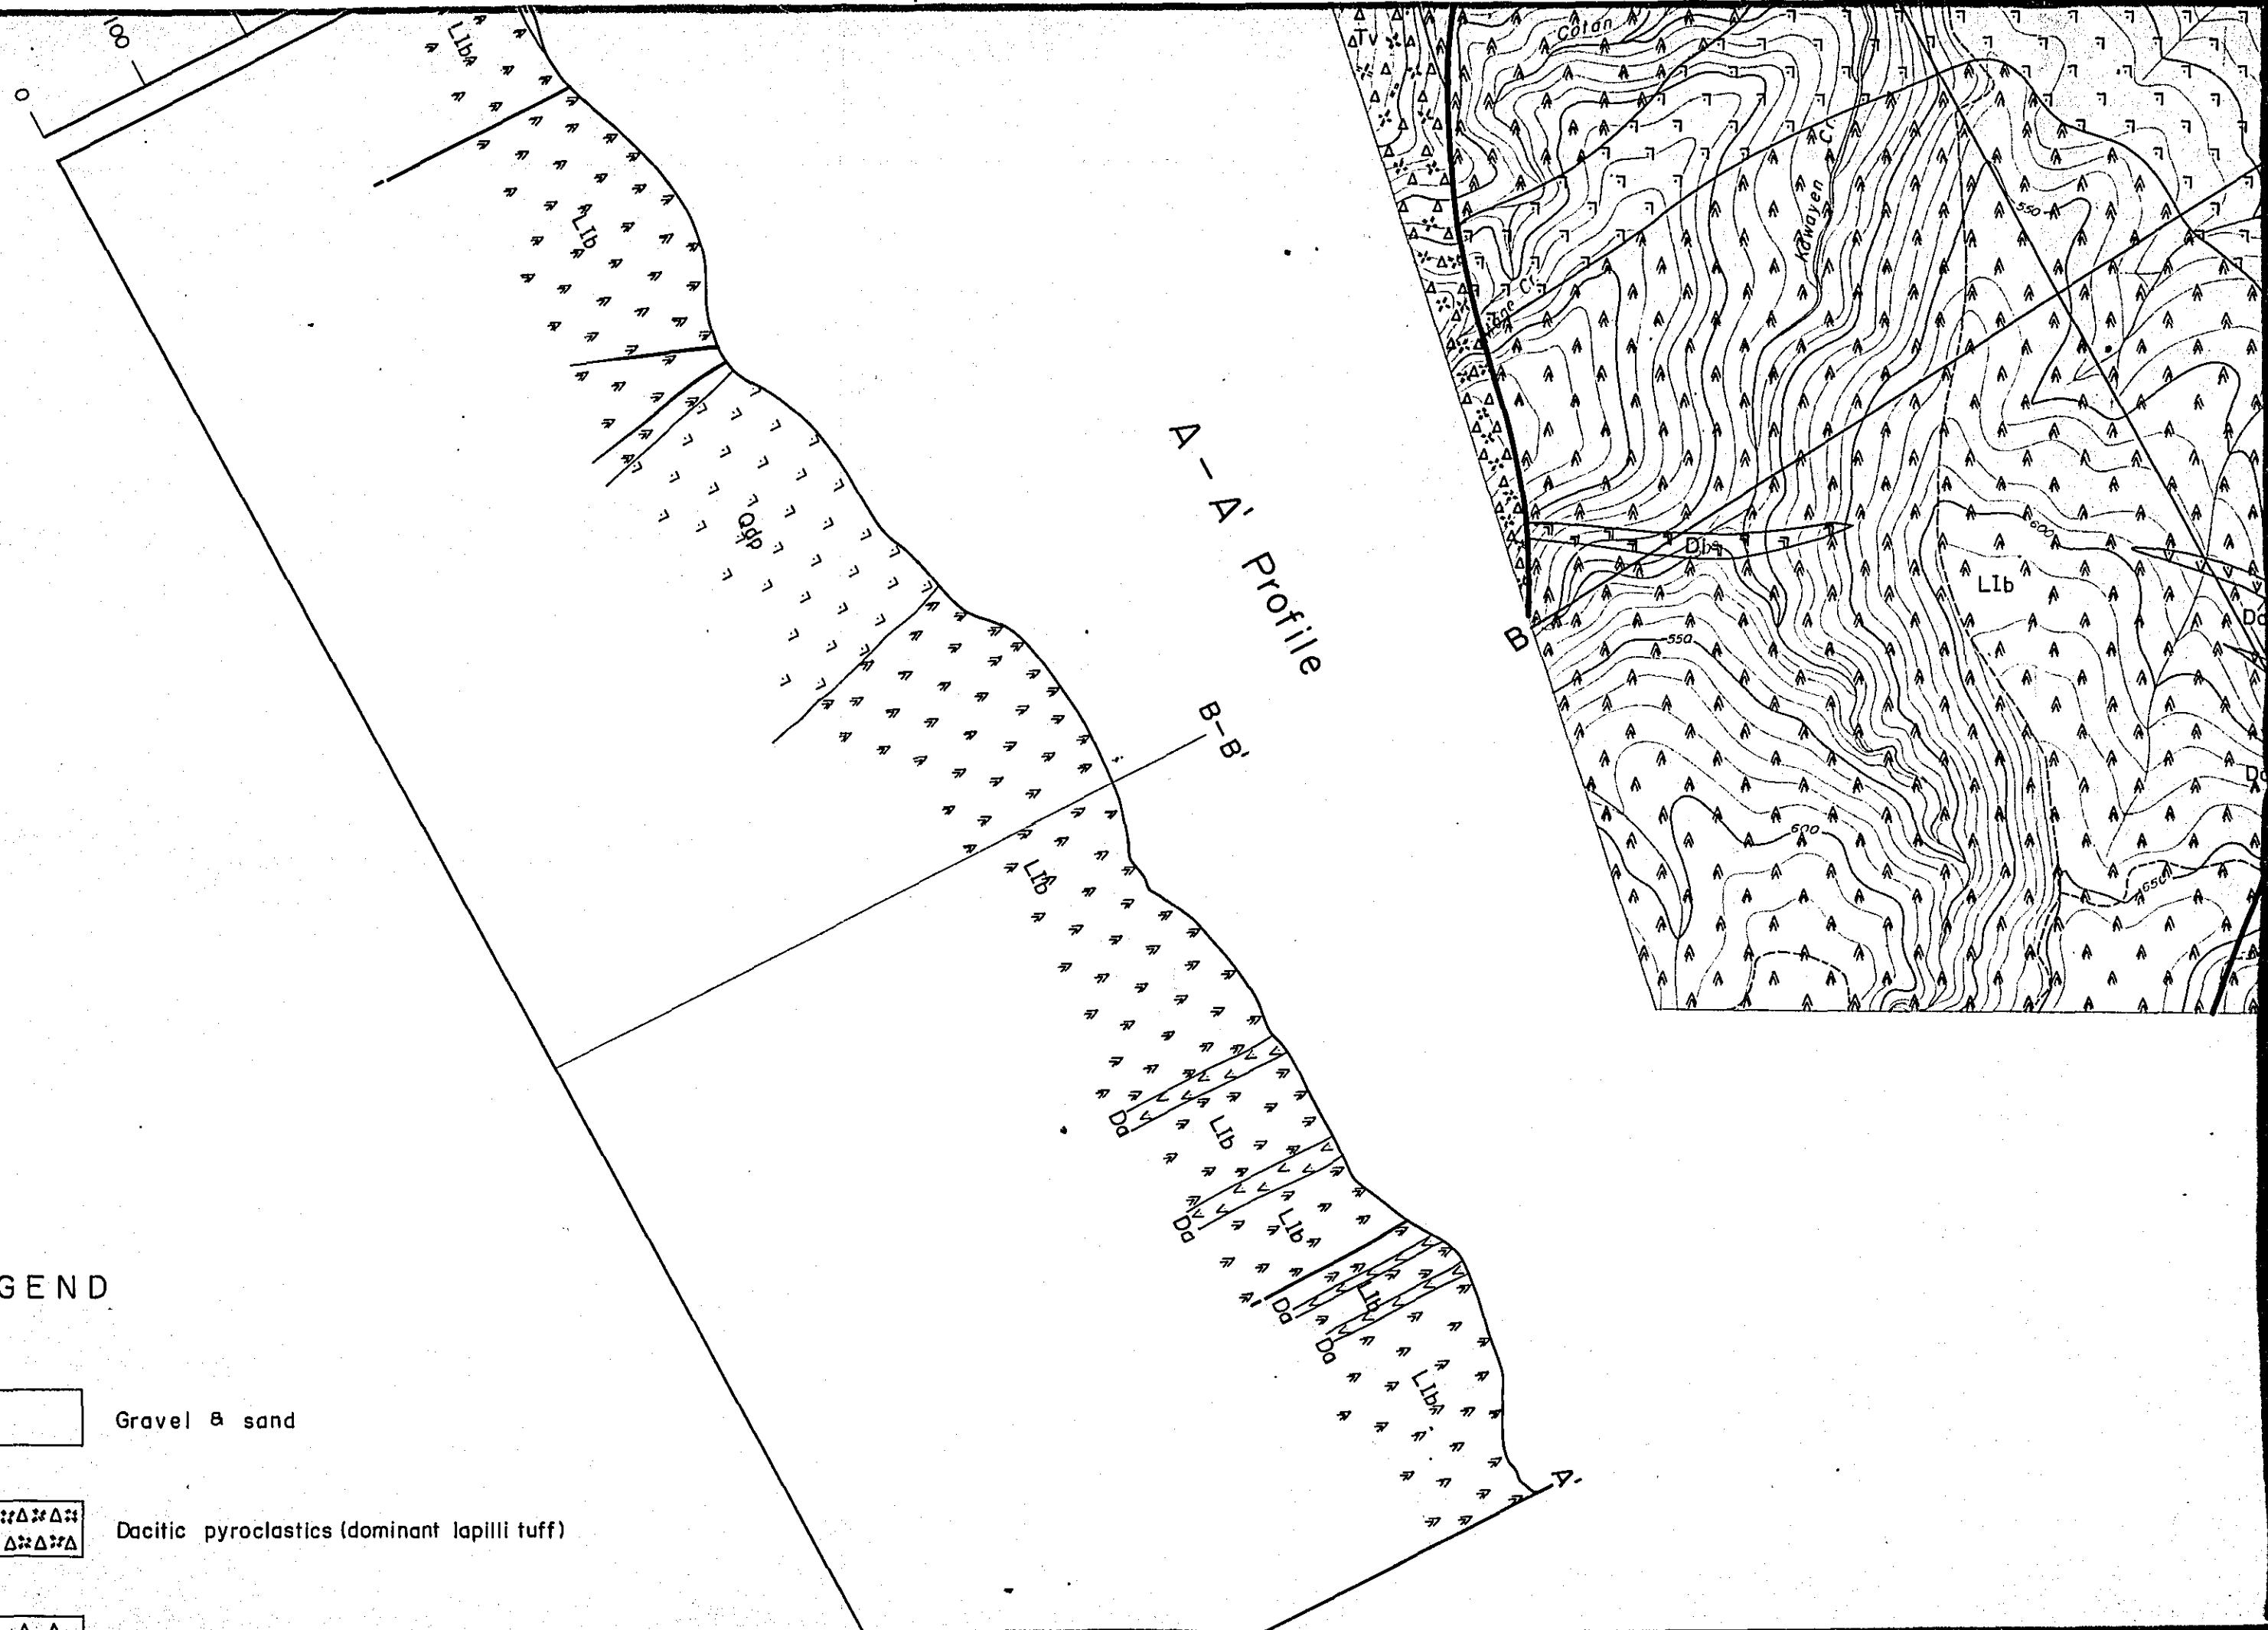 100
0
LIb
LIb
Qdp
A - A' Profile
B-B'
LIb
Da
LIb
Da
LIb
Da
LIb
Da
LIb
A'
Tv
Cotan
Kawayen Cr.
550
Dba
600
LIb
B
550
600
650
GEND
Gravel & sand
Dacitic pyroclastics (dominant lapilli tuff)